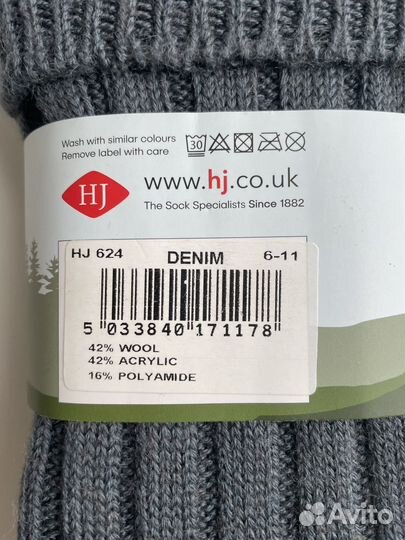 Wash with similar colours
Remove label with care
30
HJ
www.hj.co.uk
The Sock Specialists Since 1882
HJ 624 DENIM 6-11
5 033840 171178
42% WOOL
42% ACRYLIC
16% POLYAMIDE
Avito